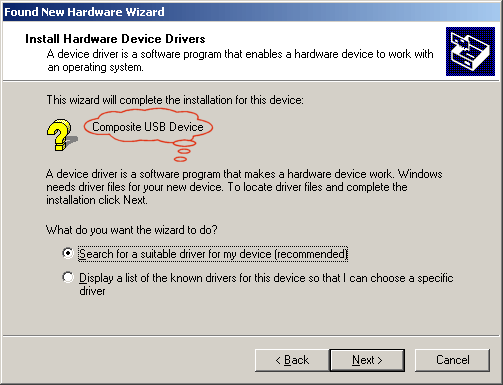 Found New Hardware Wizard
Install Hardware Device Drivers
A device driver is a software program that enables a hardware device to work with
an operating system.
This wizard will complete the installation for this device:
Composite USB Device
A device driver is a software program that makes a hardware device work. Windows
needs driver files for your new device. To locate driver files and complete the
installation click Next.
What do you want the wizard to do?
Search for a suitable driver for my device (recommended)
Display a list of the known drivers for this device so that I can choose a specific
driver
< Back Next > Cancel